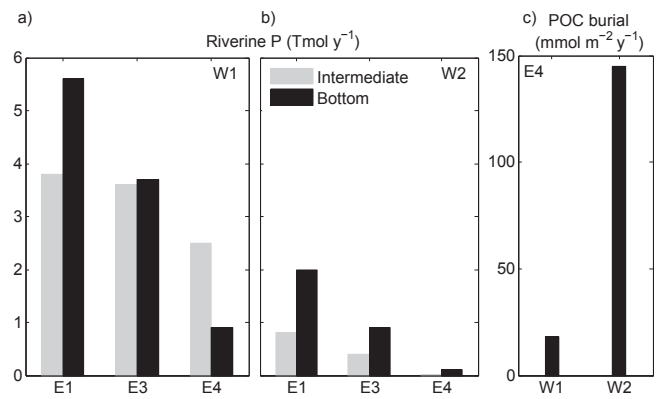 a)
b)
c)
Riverine P (Tmol y⁻¹)
POC burial
(mmol m⁻² y⁻¹)
W1
W2
E4
Intermediate
Bottom
6
5
4
3
2
1
0
150
100
50
0
E1 E3 E4
E1 E3 E4
W1 W2